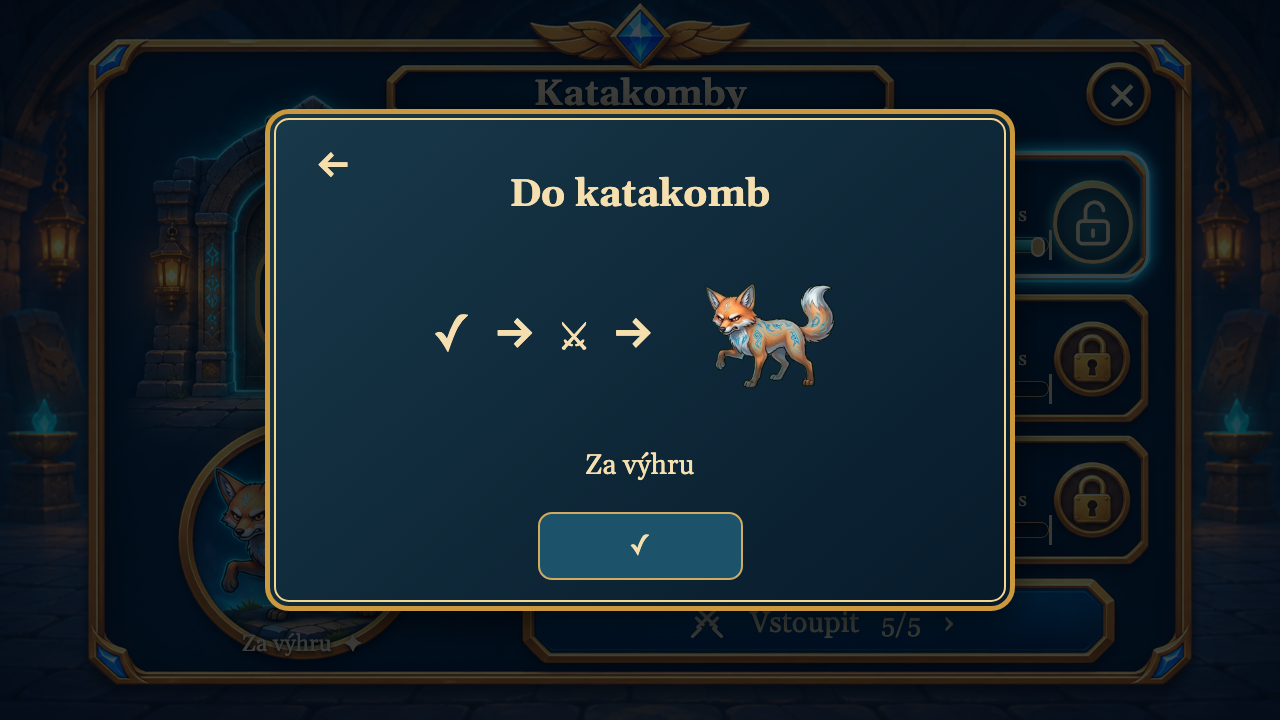 Katakomby
Do katakomb
s
s
Za výhru
s
✓
Vstoupit 5/5 ›
Za výhru